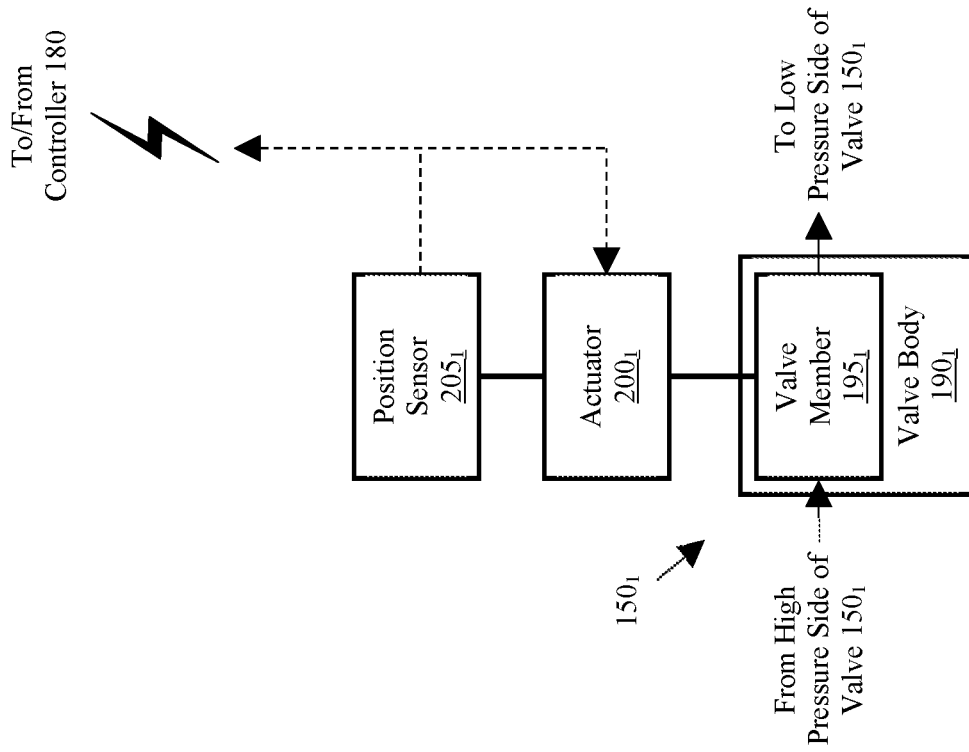 To/From
Controller 180
Position
Sensor
205₁
Actuator
200₁
Valve
Member
195₁
Valve Body
190₁
150₁
From High
Pressure Side of
Valve 150₁
To Low
Pressure Side of
Valve 150₁